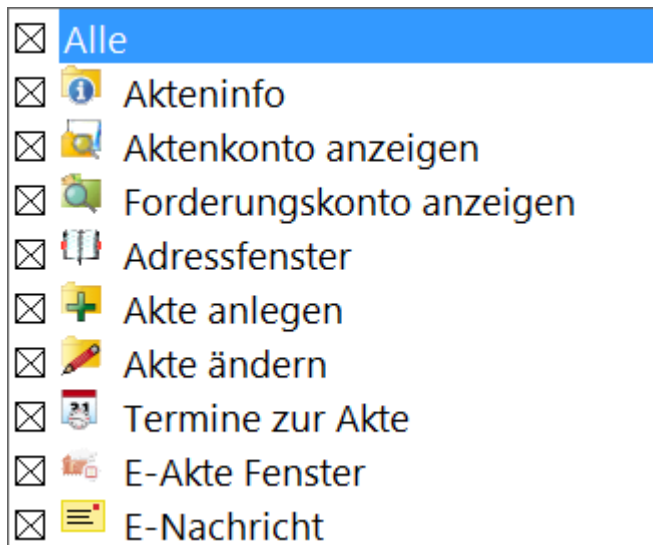 Alle
Akteninfo
Aktenkonto anzeigen
Forderungskonto anzeigen
Adressfenster
Akte anlegen
Akte ändern
Termine zur Akte
E-Akte Fenster
E-Nachricht